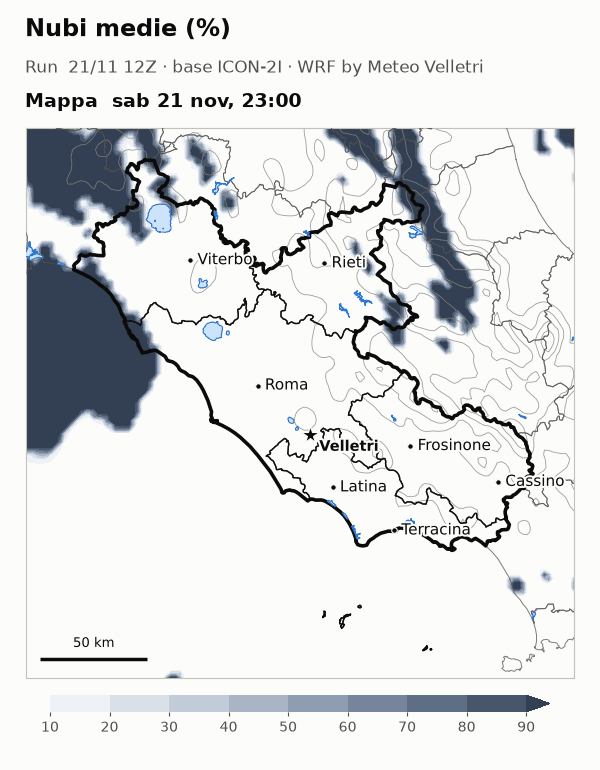 Nubi medie (%)
Run  21/11 12Z · base ICON-2I · WRF by Meteo Velletri
Mappa  sab 21 nov, 23:00
Viterbo
Rieti
Roma
Velletri
Frosinone
Cassino
Latina
Terracina
50 km
10 20 30 40 50 60 70 80 90